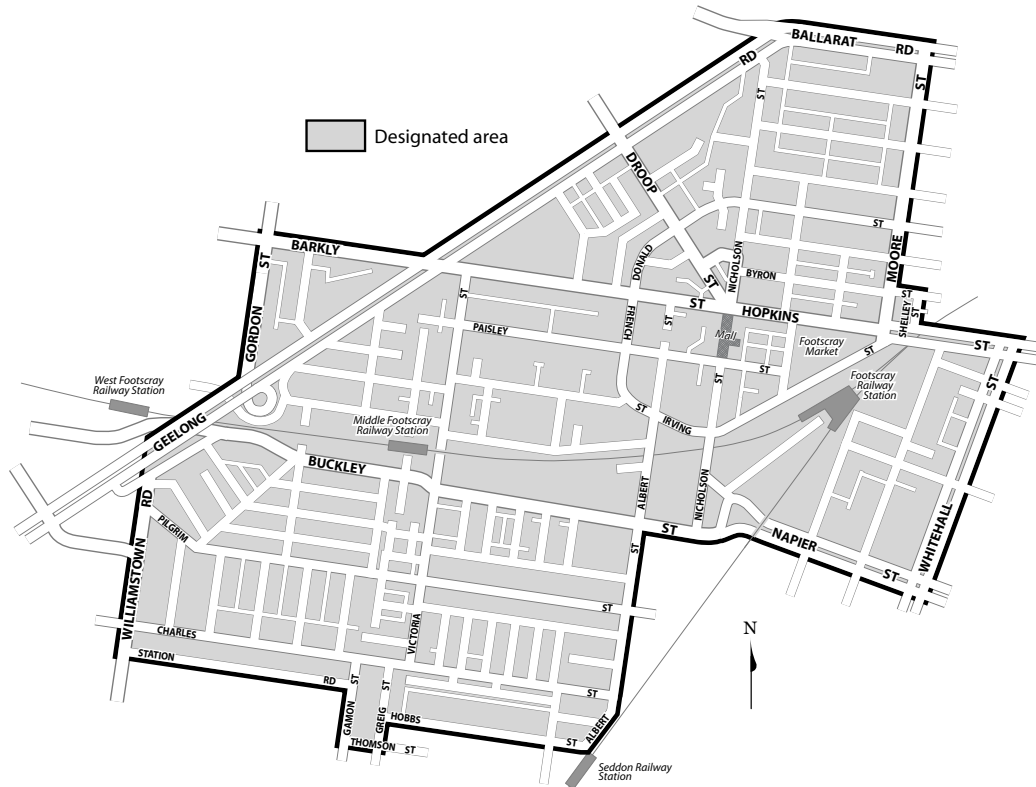 BALLARAT RD
RD
ST
ST
Designated area
DROOP
ST
BARKLY
ST
MOORE
ST
DONALD
NICHOLSON
ST
BYRON
ST
GORDON
ST
ST
HOPKINS
ST
SHELLEY
ST
FRENCH
ST
Mall
Footscray
Market
ST
ST
PAISLEY
ST
ST
West Footscray
Railway Station
Footscray
Railway
Station
ST
IRVING
Middle Footscray
Railway Station
GEELONG
BUCKLEY
ST
RD
ALBERT
ST
NICHOLSON
PILGRIM
NAPIER
ST
WHITEHALL
WILLIAMSTOWN
ST
VICTORIA
N
CHARLES
STATION
RD
ST
ST
ST
GAMON
GREIG
HOBBS
ST
ALBERT
THOMSON ST
Seddon Railway
Station